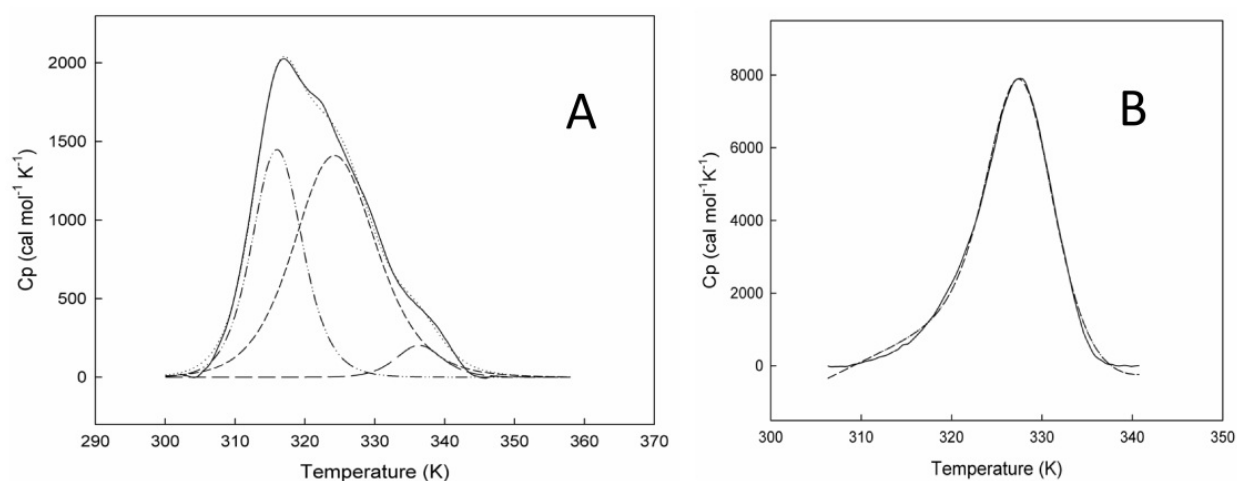 A
Cp (cal mol⁻¹ K⁻¹)
2000
1500
1000
500
0
290 300 310 320 330 340 350 360 370
Temperature (K)
B
Cp (cal mol⁻¹K⁻¹)
8000
6000
4000
2000
0
300 310 320 330 340 350
Temperature (K)